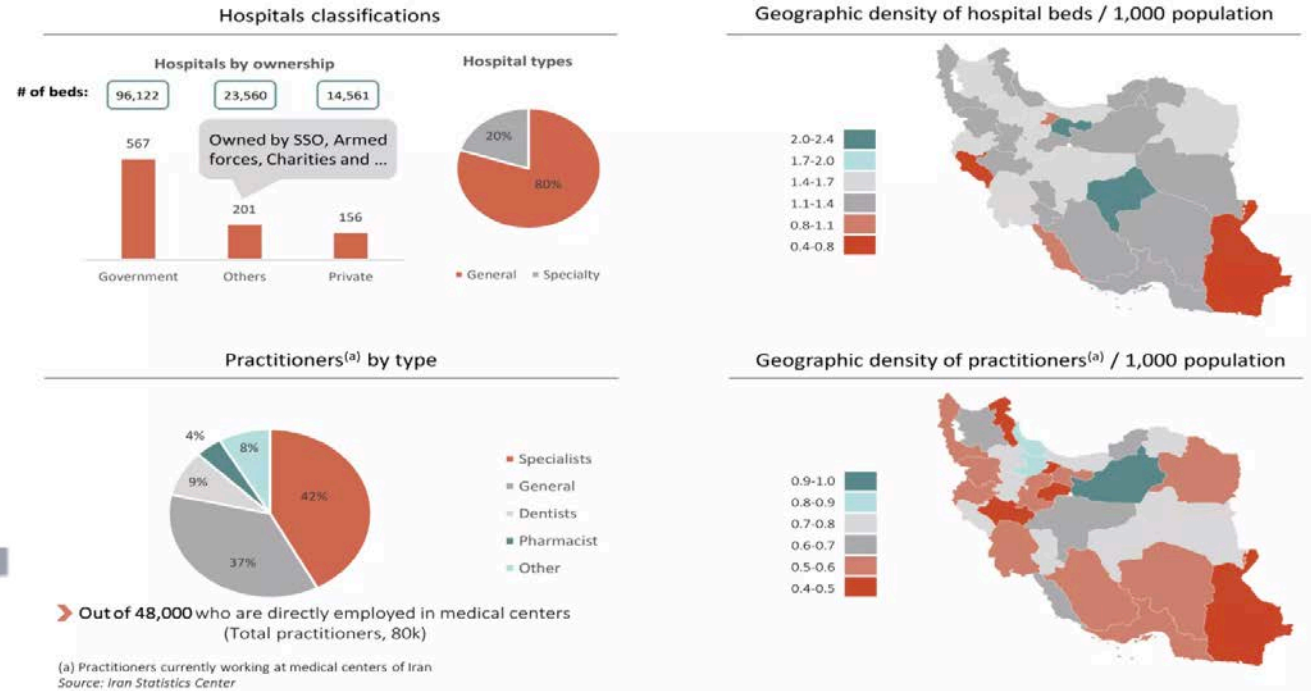 Hospitals classifications
Hospitals by ownership
# of beds:
96,122
23,560
14,561
Owned by SSO, Armed
forces, Charities and ...
567
201
156
Government
Others
Private
Hospital types
20%
80%
General
Specialty
Geographic density of hospital beds / 1,000 population
2.0-2.4
1.7-2.0
1.4-1.7
1.1-1.4
0.8-1.1
0.4-0.8
Practitioners(a) by type
4%
8%
9%
42%
37%
Specialists
General
Dentists
Pharmacist
Other
Out of 48,000 who are directly employed in medical centers
(Total practitioners, 80k)
(a) Practitioners currently working at medical centers of Iran
Source: Iran Statistics Center
Geographic density of practitioners(a) / 1,000 population
0.9-1.0
0.8-0.9
0.7-0.8
0.6-0.7
0.5-0.6
0.4-0.5